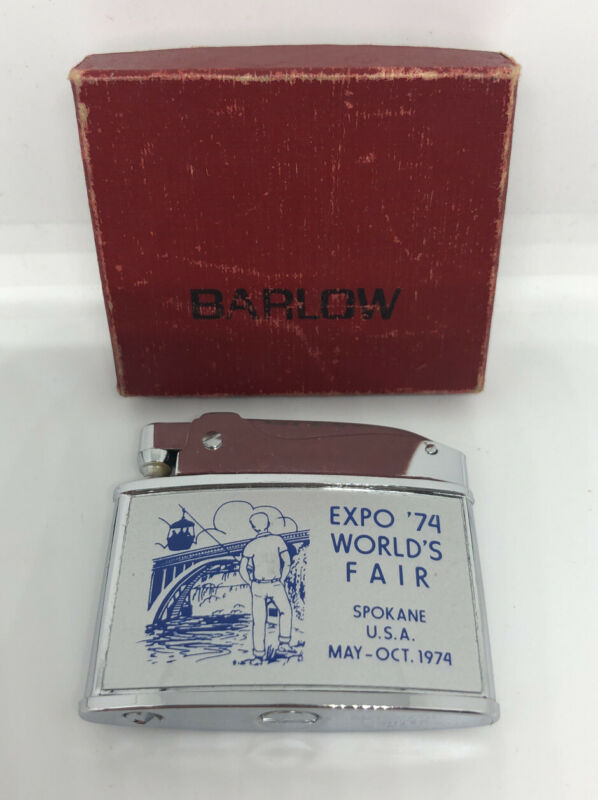 BARLOW
EXPO '74
WORLD'S
FAIR
SPOKANE
U.S.A.
MAY-OCT. 1974